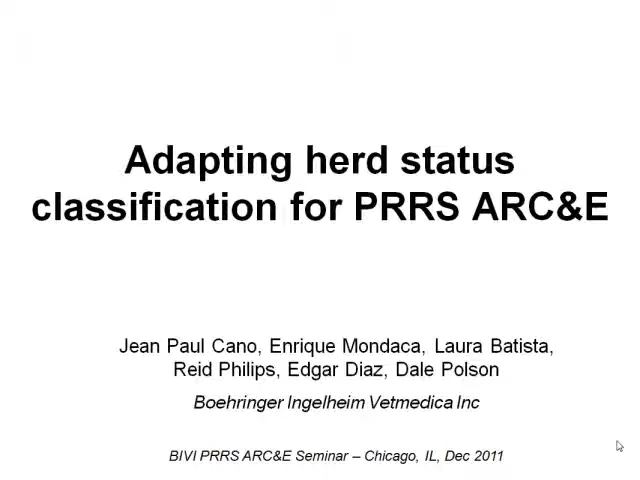 Adapting herd status
classification for PRRS ARC&E
Jean Paul Cano, Enrique Mondaca, Laura Batista,
Reid Philips, Edgar Diaz, Dale Polson
Boehringer Ingelheim Vetmedica Inc
BIVI PRRS ARC&E Seminar – Chicago, IL, Dec 2011